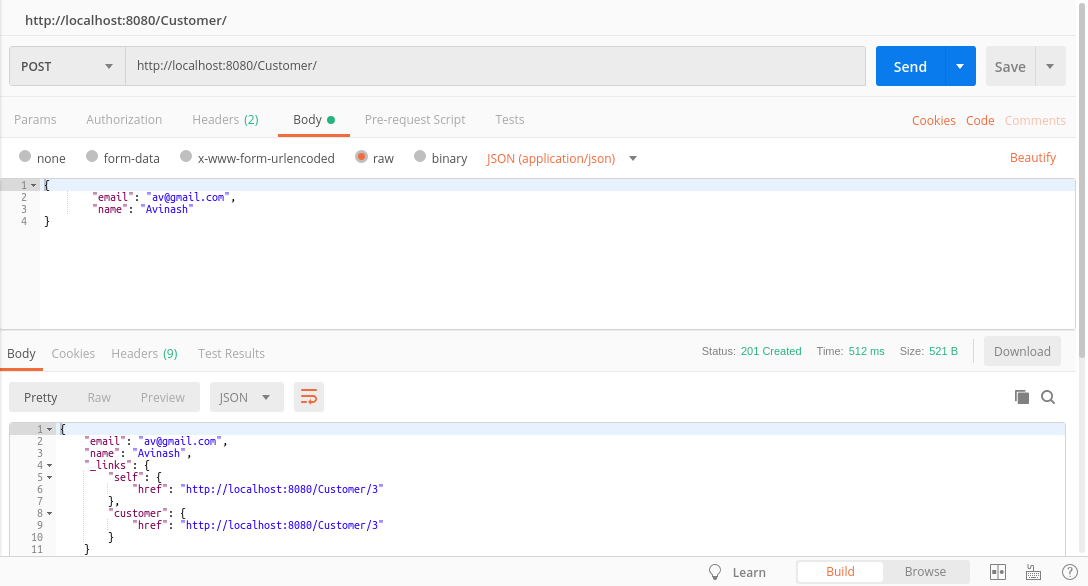 http://localhost:8080/Customer/
POST http://localhost:8080/Customer/ Send Save
Params Authorization Headers (2) Body Pre-request Script Tests Cookies Code Comments
none form-data x-www-form-urlencoded raw binary JSON (application/json) Beautify
1 {
2 "email": "av@gmail.com",
3 "name": "Avinash"
4 }
Body Cookies Headers (9) Test Results Status: 201 Created Time: 512 ms Size: 521 B Download
Pretty Raw Preview JSON
1 {
2 "email": "av@gmail.com",
3 "name": "Avinash",
4 "_links": {
5 "self": {
6 "href": "http://localhost:8080/Customer/3"
7 },
8 "customer": {
9 "href": "http://localhost:8080/Customer/3"
10 }
11 }
Learn Build Browse